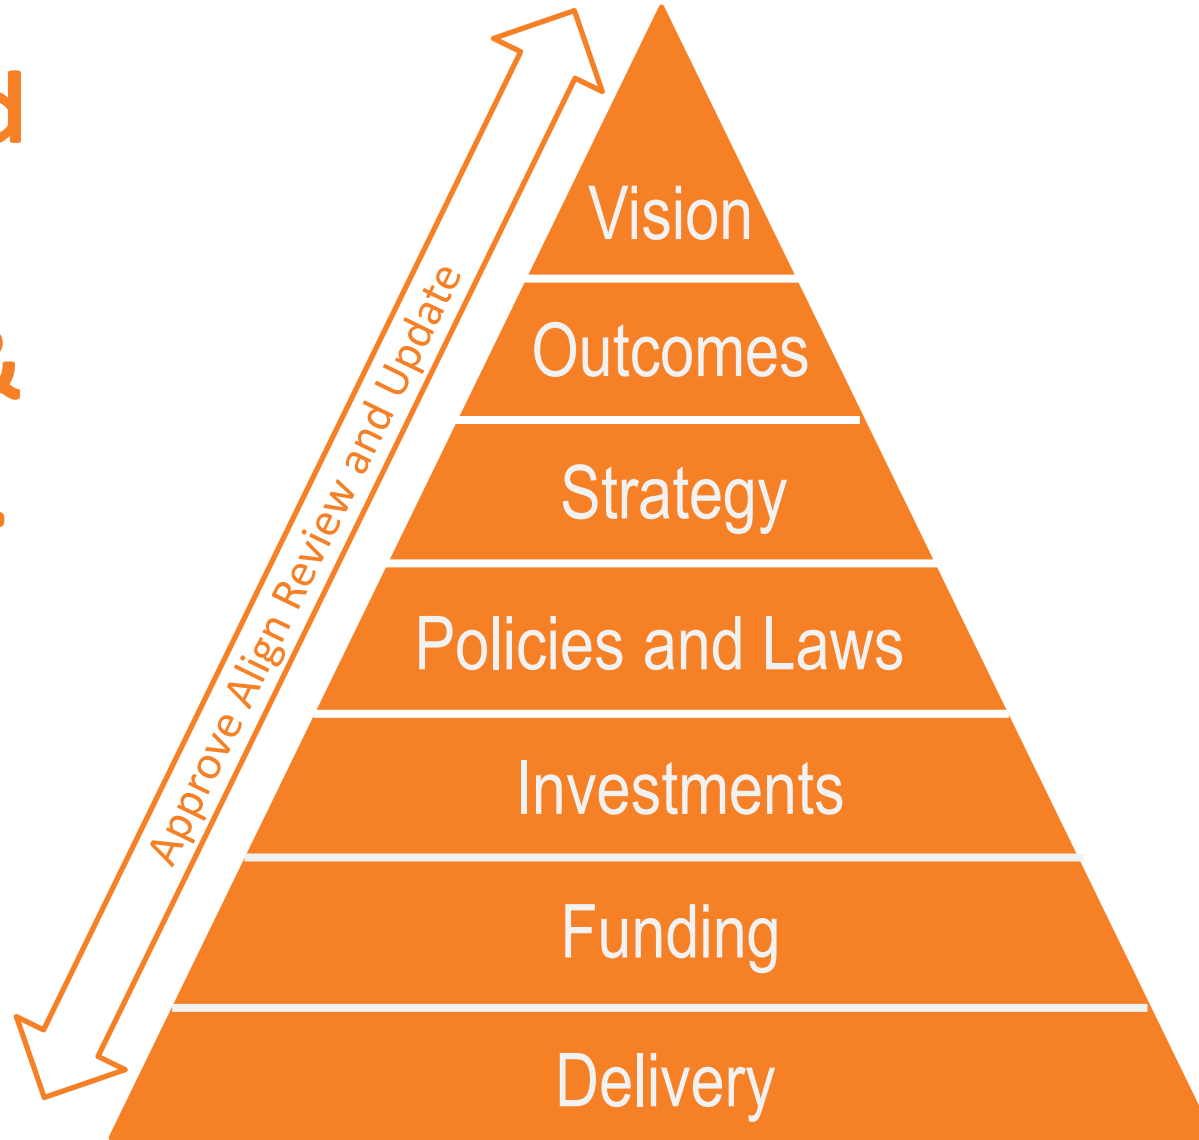 d
&
Approve Align Review and Update
Vision
Outcomes
Strategy
Policies and Laws
Investments
Funding
Delivery